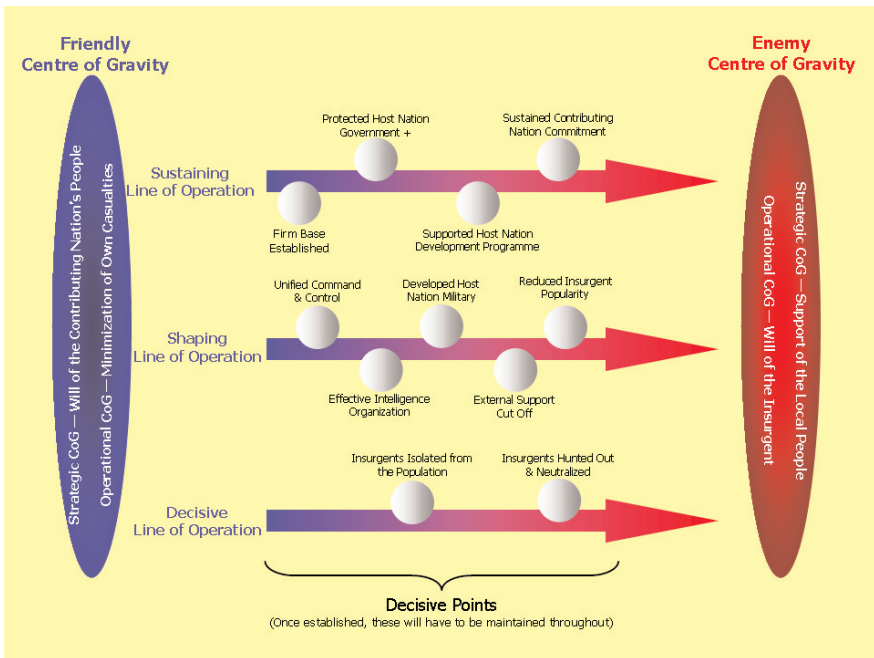 Friendly
Centre of Gravity
Enemy
Centre of Gravity
Strategic CoG — Will of the Contributing Nation's People
Operational CoG — Minimization of Own Casualties
Sustaining
Line of Operation
Protected Host Nation
Government +
Sustained Contributing
Nation Commitment
Firm Base
Established
Supported Host Nation
Development Programme
Shaping
Line of Operation
Unified Command
& Control
Developed Host
Nation Military
Reduced Insurgent
Popularity
Effective Intelligence
Organization
External Support
Cut Off
Decisive
Line of Operation
Insurgents Isolated from
the Population
Insurgents Hunted Out
& Neutralized
Strategic CoG — Support of the Local People
Operational CoG — Will of the Insurgent
Decisive Points
(Once established, these will have to be maintained throughout)